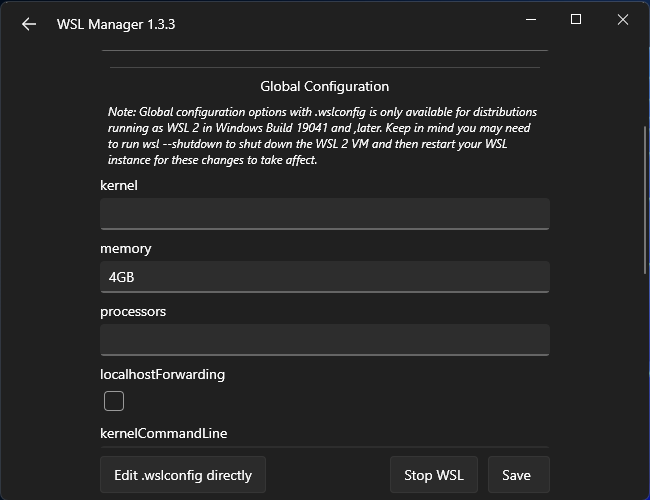 WSL Manager 1.3.3
Global Configuration
Note: Global configuration options with .wslconfig is only available for distributions
running as WSL 2 in Windows Build 19041 and ,later. Keep in mind you may need
to run wsl --shutdown to shut down the WSL 2 VM and then restart your WSL
instance for these changes to take affect.
kernel
memory
4GB
processors
localhostForwarding
kernelCommandLine
Edit .wslconfig directly
Stop WSL
Save